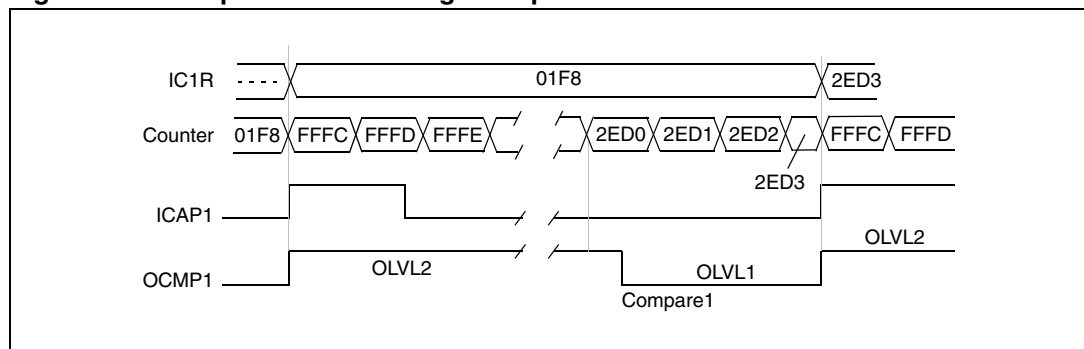 IC1R 01F8 2ED3
Counter 01F8 FFFC FFFD FFFE 2ED0 2ED1 2ED2 FFFC FFFD
2ED3
ICAP1
OLVL2
OCMP1 OLVL2 OLVL1
Compare1